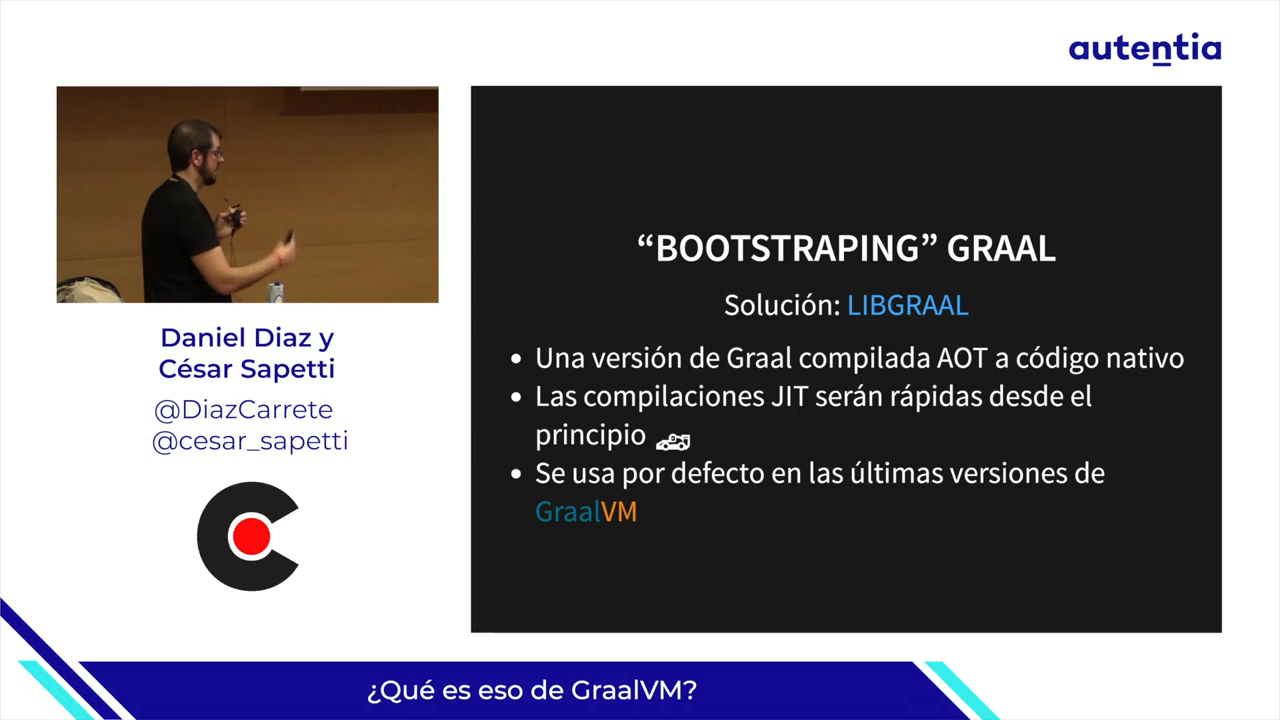 autentia
Daniel Diaz y
César Sapetti
@DiazCarrete
@cesar_sapetti
“BOOTSTRAPING” GRAAL
Solución: LIBGRAAL
• Una versión de Graal compilada AOT a código nativo
• Las compilaciones JIT serán rápidas desde el
principio
• Se usa por defecto en las últimas versiones de
GraalVM
¿Qué es eso de GraalVM?